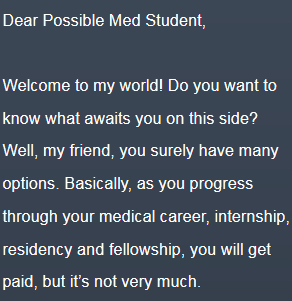 Dear Possible Med Student,
Welcome to my world! Do you want to
know what awaits you on this side?
Well, my friend, you surely have many
options. Basically, as you progress
through your medical career, internship,
residency and fellowship, you will get
paid, but it's not very much.